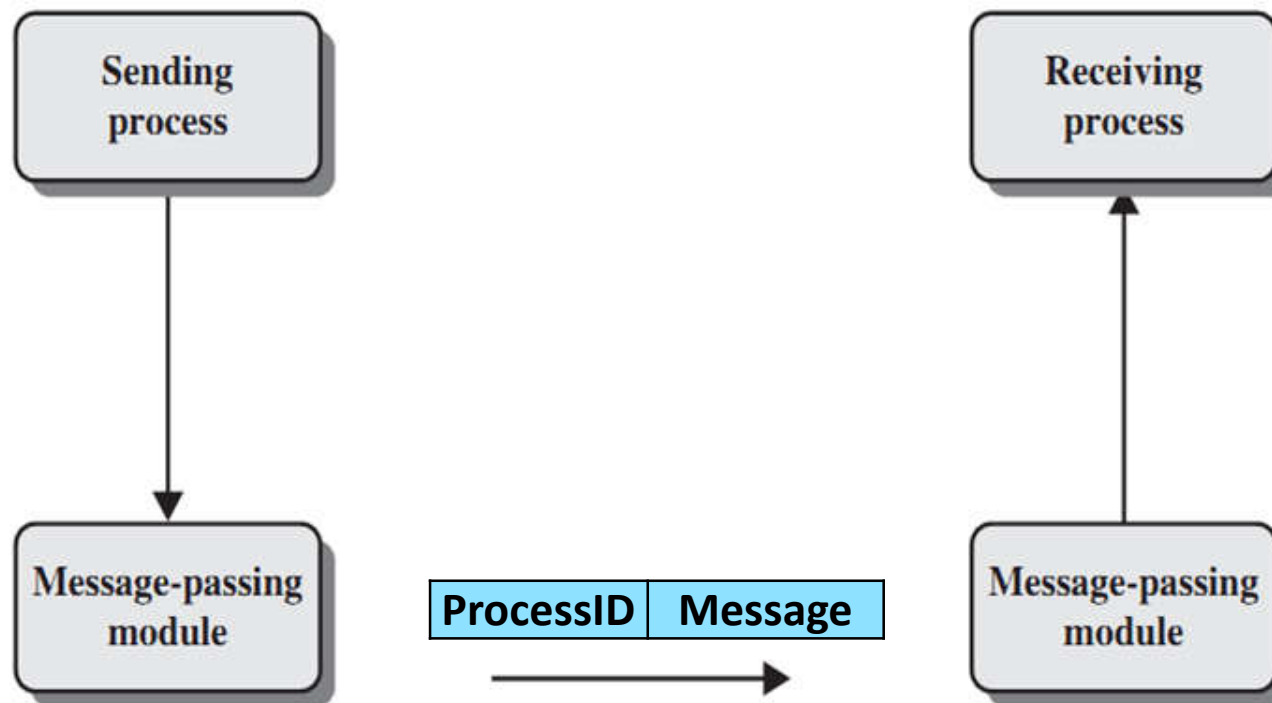 Sending
process
Receiving
process
Message-passing
module
ProcessID Message
Message-passing
module